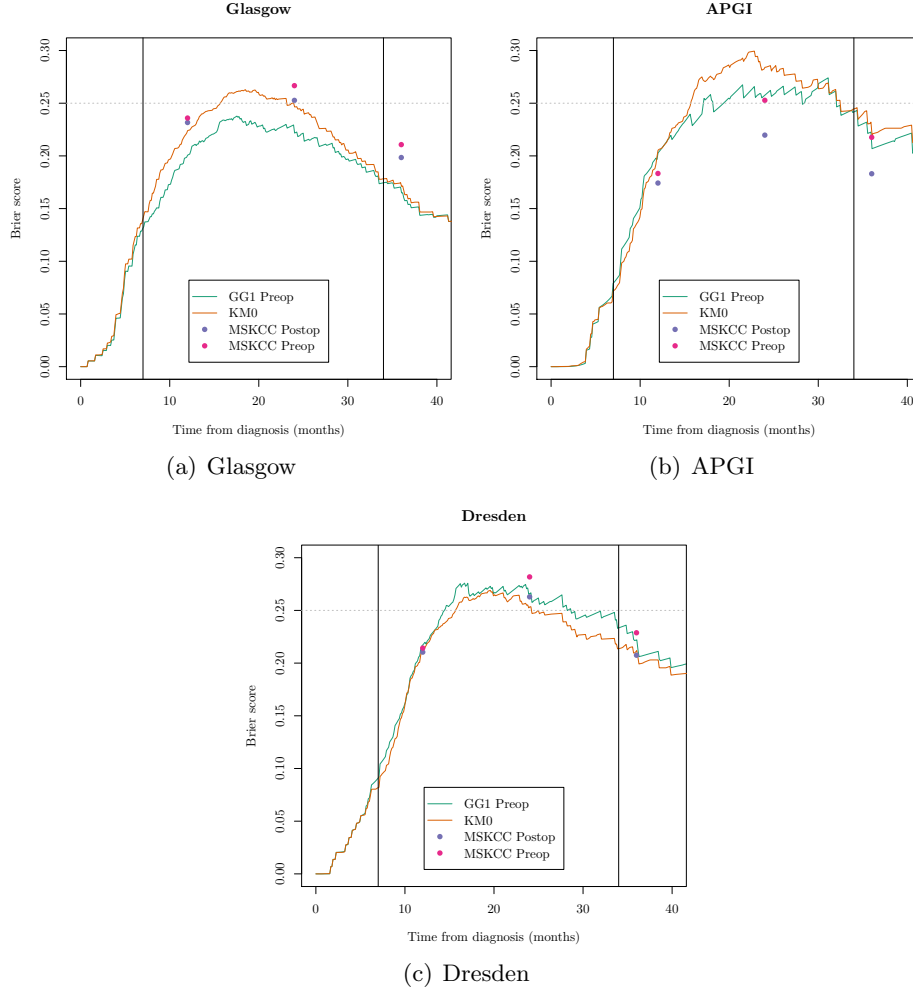 Glasgow
Brier score
0.30
0.25
0.20
0.15
0.10
0.05
0.00
GG1 Preop
KM0
MSKCC Postop
MSKCC Preop
0 10 20 30 40
Time from diagnosis (months)
(a) Glasgow
APGI
Brier score
0.30
0.25
0.20
0.15
0.10
0.05
0.00
GG1 Preop
KM0
MSKCC Postop
MSKCC Preop
0 10 20 30 40
Time from diagnosis (months)
(b) APGI
Dresden
Brier score
0.30
0.25
0.20
0.15
0.10
0.05
0.00
GG1 Preop
KM0
MSKCC Postop
MSKCC Preop
0 10 20 30 40
Time from diagnosis (months)
(c) Dresden